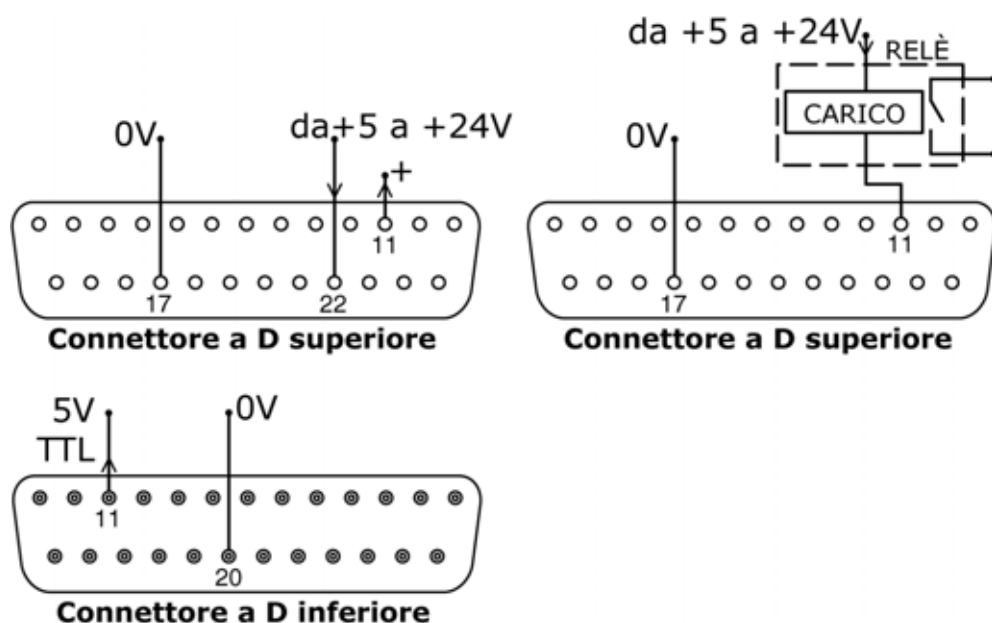 0V
da+5 a +24V
+
11
17
22
Connettore a D superiore
da +5 a +24V
RELÈ
CARICO
0V
11
17
Connettore a D superiore
5V
TTL
0V
11
20
Connettore a D inferiore